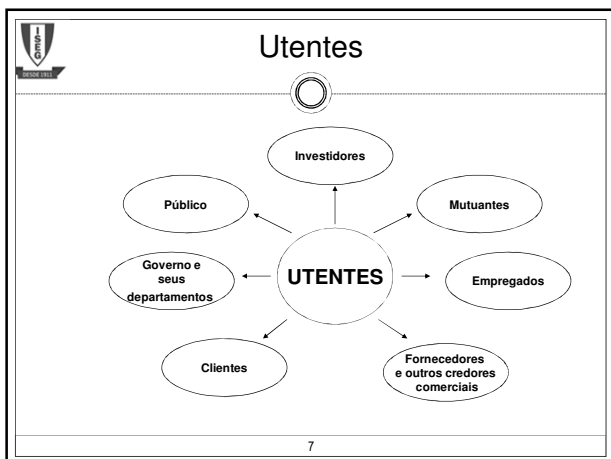 ISEG
DESDE 1911
Utentes
Investidores
Público
Mutuantes
Governo e
seus
departamentos
UTENTES
Empregados
Clientes
Fornecedores
e outros credores
comerciais
7